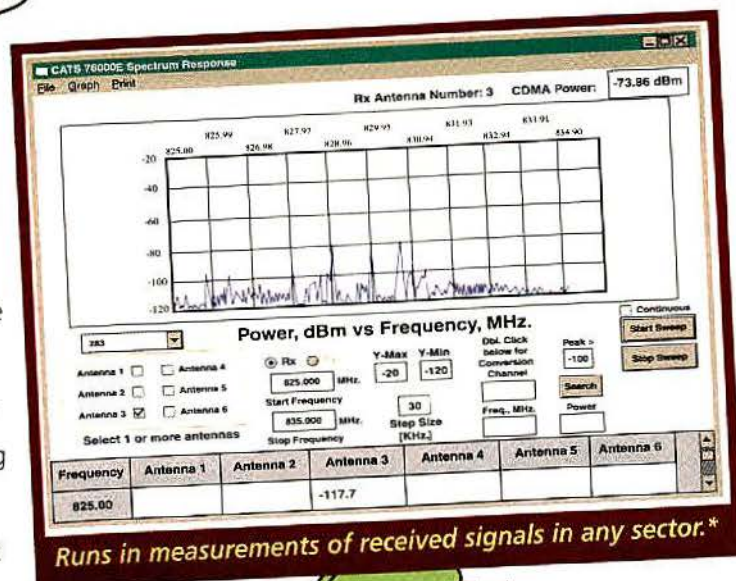 CATS 76000E Spectrum Response
File Graph Print
Rx Antenna Number: 3 CDMA Power: -73.86 dBm
825.99 827.97 829.95 831.93 833.91
825.00 826.98 828.96 830.94 832.94 834.90
-20
-40
-60
-80
-100
-120
Power, dBm vs Frequency, MHz.
283
Continuous
Start Sweep
Stop Sweep
Antenna 1 Antenna 4
Antenna 2 Antenna 5
Antenna 3 Antenna 6
Select 1 or more antennas
Rx
825.000 MHz.
Start Frequency
835.000 MHz.
Stop Frequency
Y-Max Y-Min
-20 -120
30
Step Size
[KHz.]
Dbl. Click
below for
Conversion
Channel
Freq., MHz.
Peak >
-100
Search
Power
Frequency Antenna 1 Antenna 2 Antenna 3 Antenna 4 Antenna 5 Antenna 6
825.00 -117.7
Runs in measurements of received signals in any sector.*